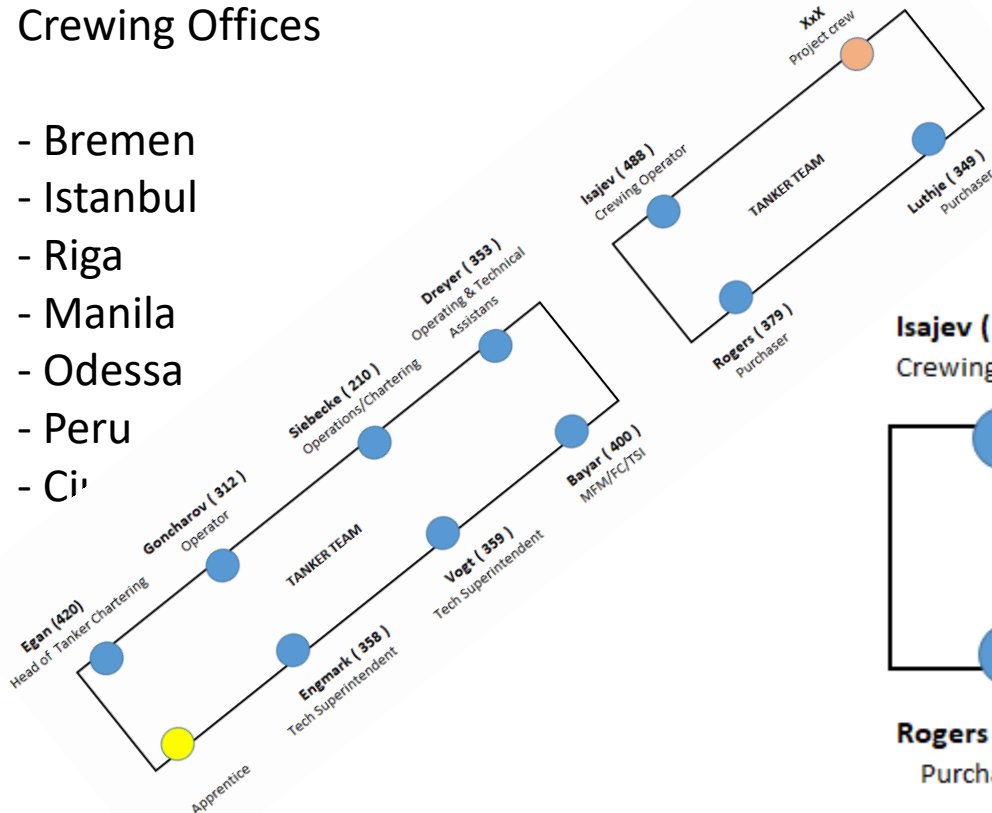 Crewing Offices
- Bremen
- Istanbul
- Riga
- Manila
- Odessa
- Peru
XxX
Project crew
Isajev ( 488 )
Crewing Operator
TANKER TEAM
Luthje ( 349 )
Purchaser
Rogers ( 379 )
Purchaser
Dreyer ( 353 )
Operating & Technical
Assistans
Siebecke ( 210 )
Operations/Chartering
Goncharov ( 312 )
Operator
Egan (420)
Head of Tanker Chartering
TANKER TEAM
Bayar ( 400 )
MFM/FC/TSI
Vogt ( 359 )
Tech Superintendent
Engmark ( 358 )
Tech Superintendent
Apprentice
Isajev (
Crewing
Rogers